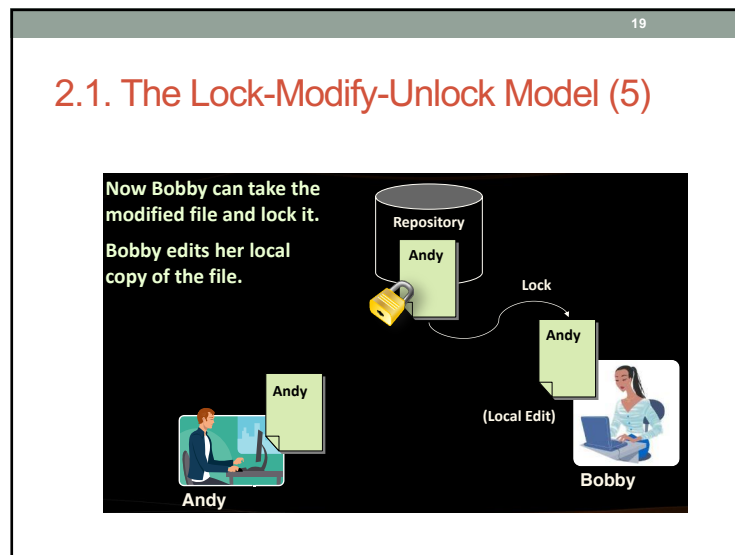 19
2.1. The Lock-Modify-Unlock Model (5)
Now Bobby can take the
modified file and lock it.
Bobby edits her local
copy of the file.
Repository
Andy
Lock
Andy
Andy
(Local Edit)
Bobby
Andy